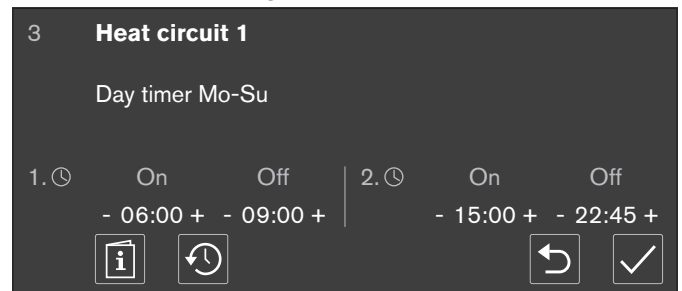 3 Heat circuit 1
Day timer Mo-Su
1. On Off 2. On Off
- 06:00 + - 09:00 + - 15:00 + - 22:45 +
i